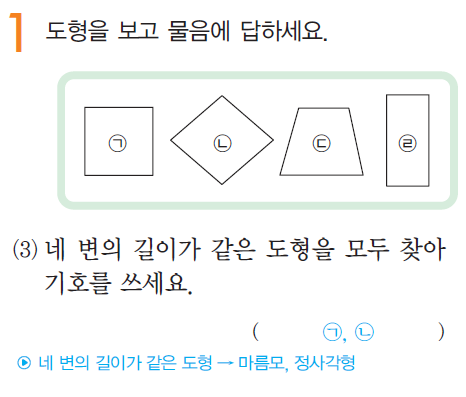 1 도형을 보고 물음에 답하세요.
㉠ ㉡ ㉢ ㉣
(3) 네 변의 길이가 같은 도형을 모두 찾아
기호를 쓰세요.
( ㉠, ㉡ )
네 변의 길이가 같은 도형 → 마름모, 정사각형